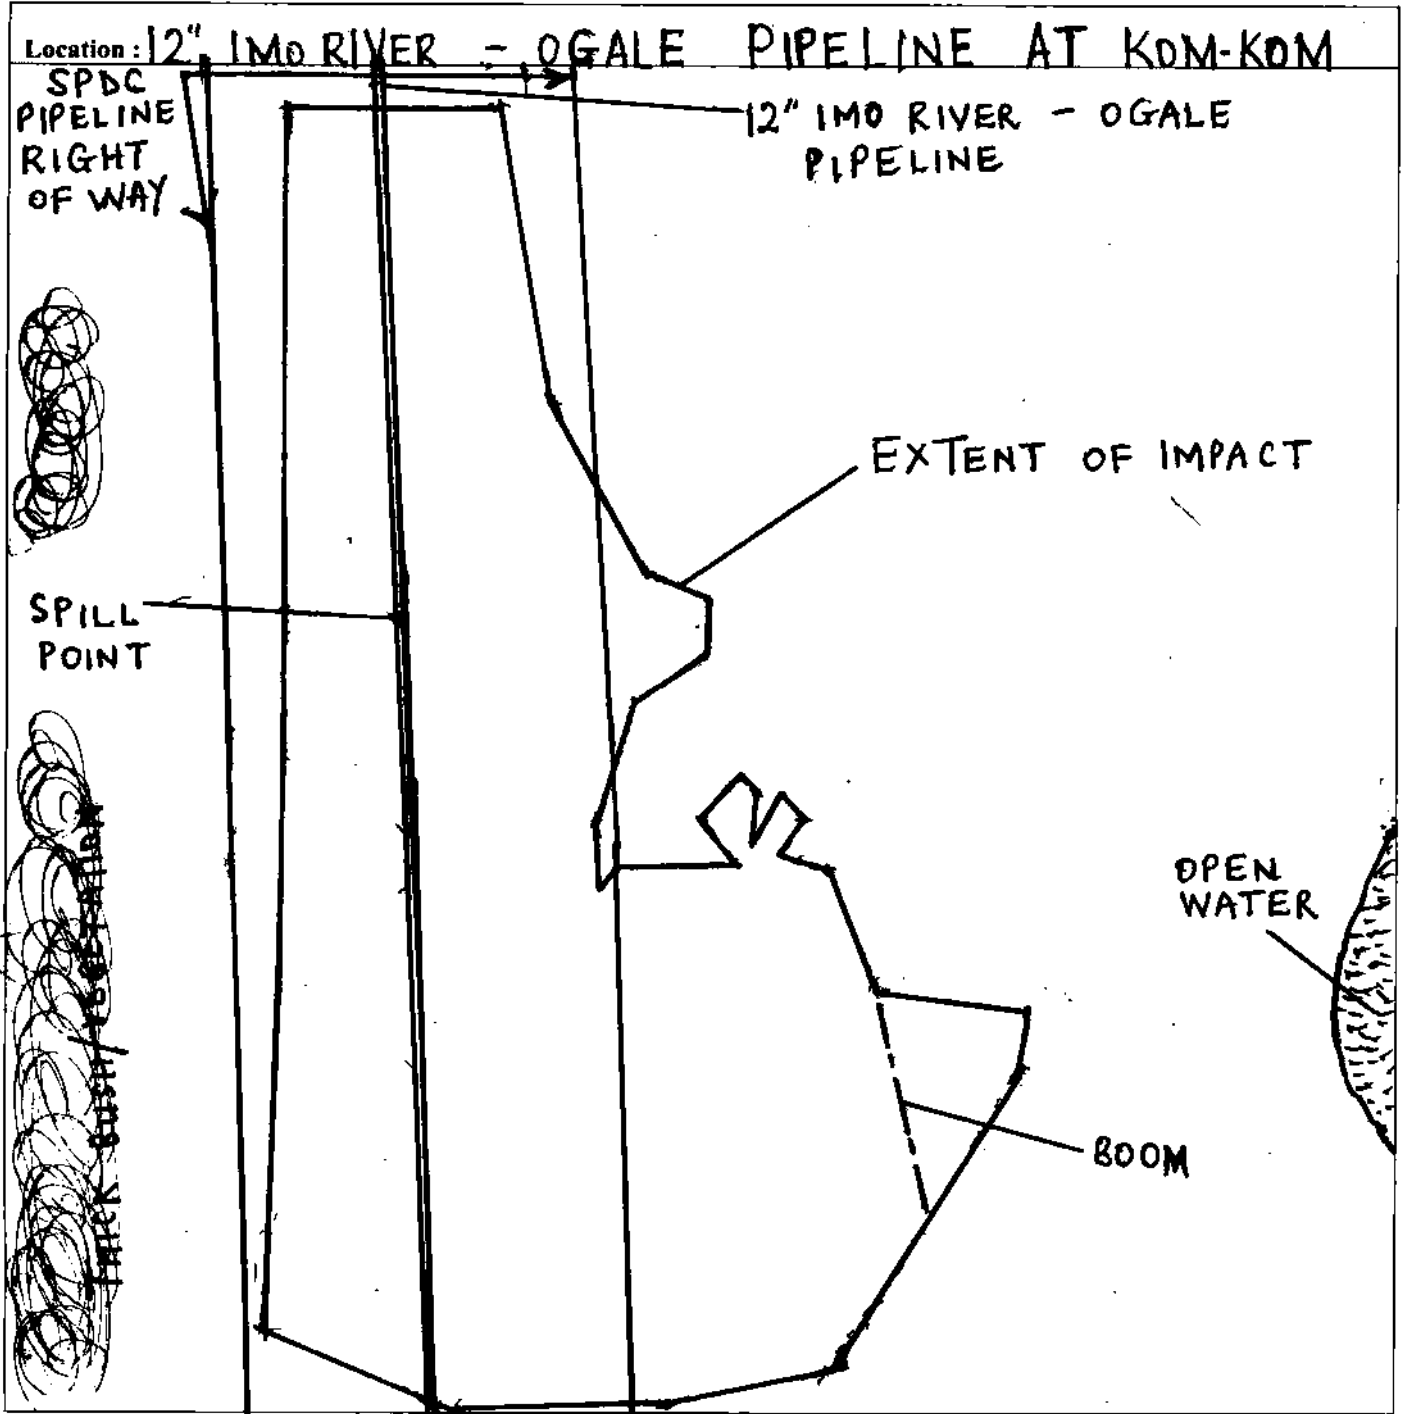 Location : 12" IMO RIVER - OGALE PIPELINE AT KOM-KOM
SPDC
PIPELINE
RIGHT
OF WAY
12" IMO RIVER - OGALE
PIPELINE
EXTENT OF IMPACT
SPILL
POINT
OPEN
WATER
BOOM
THICK BUSH/VEGETATION